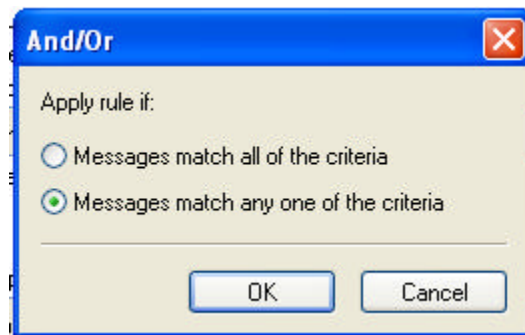 And/Or
Apply rule if:
Messages match all of the criteria
Messages match any one of the criteria
OK Cancel